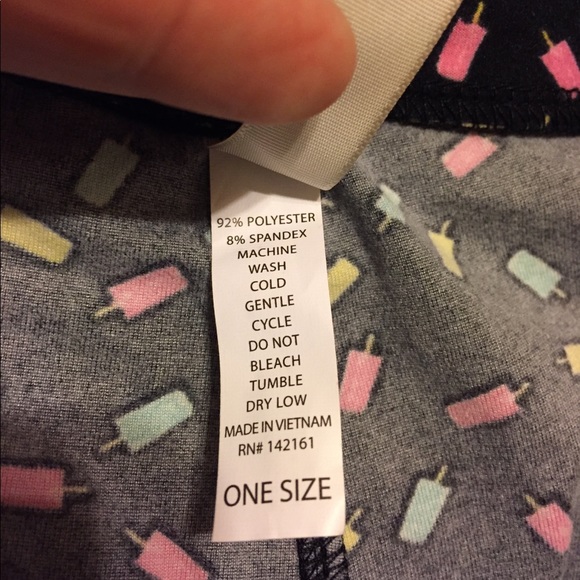 92% POLYESTER
8% SPANDEX
MACHINE
WASH
COLD
GENTLE
CYCLE
DO NOT
BLEACH
TUMBLE
DRY LOW
MADE IN VIETNAM
RN# 142161
ONE SIZE